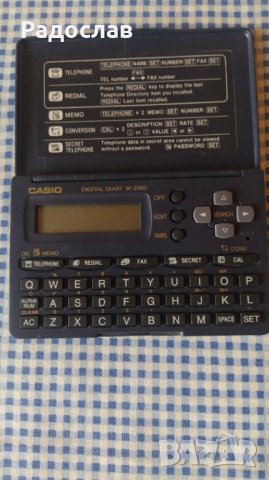 Радослав
TELEPHONE TELEPHONE NAME SET NUMBER SET FAX SET
FAX
TEL number ↔ FAX number
REDIAL Press the REDIAL key to display the last
Telephone Directory item you recalled.
REDIAL Last item recalled.
MEMO TELEPHONE × 2 MEMO SET NUMBER SET
CONVERSION CAL × 2 DESCRIPTION SET RATE SET
VALUE ◄ or ►
SECRET TELEPHONE Telephone data in secret area cannot be viewed
without a password. PASSWORD SET
CASIO DIGITAL DIARY
OFF
EDIT SEARCH
SMBL
ON MEMO CONV
TELEPHONE REDIAL FAX SECRET CAL
Q W E R T Y U I O P
ALPHA NUM A S D F G H J K L
CLEAR
AC Z X C V B N M SPACE SET
BAZAR